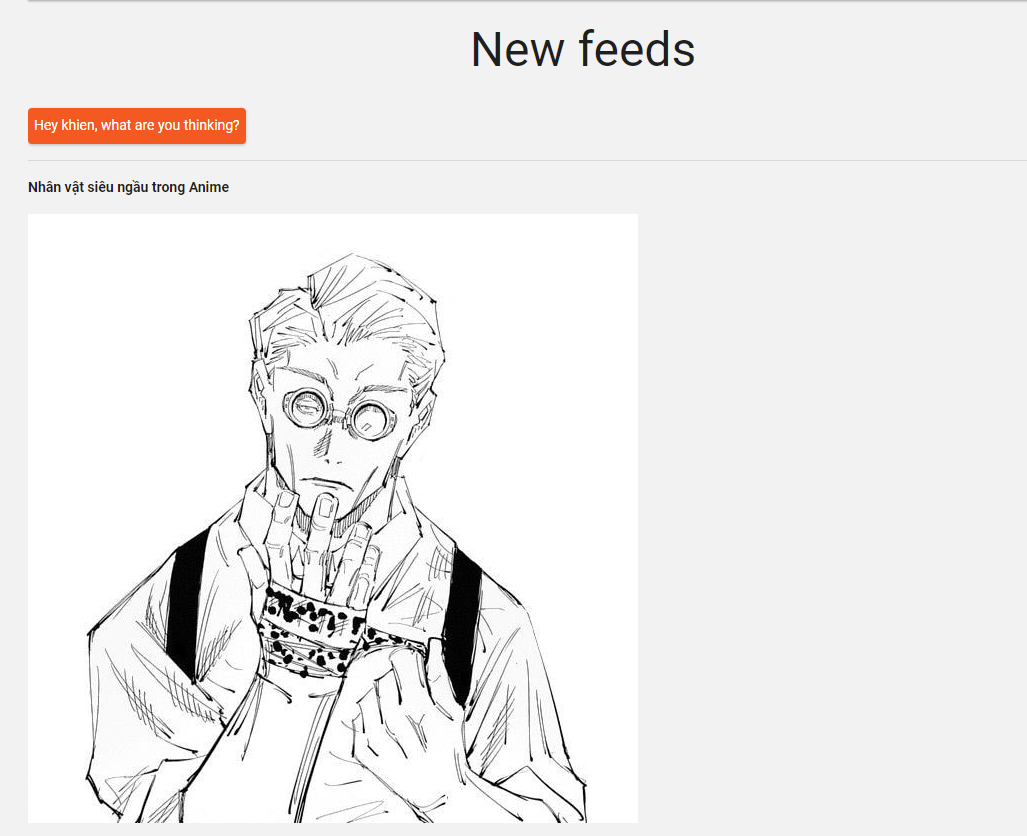 New feeds
Hey khien, what are you thinking?
Nhân vật siêu ngầu trong Anime